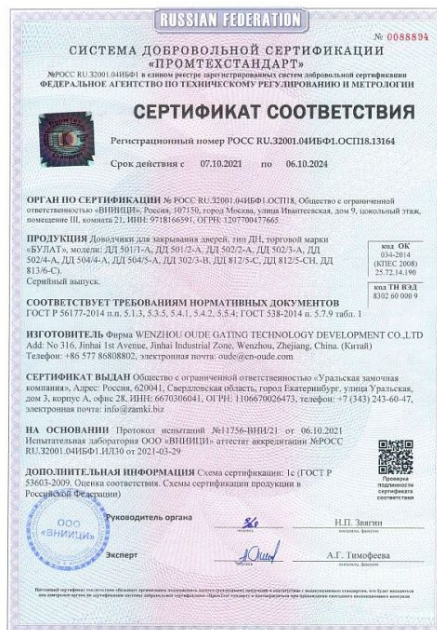 RUSSIAN FEDERATION
№ 0088894
СИСТЕМА ДОБРОВОЛЬНОЙ СЕРТИФИКАЦИИ
«ПРОМТЕХСТАНДАРТ»
№РОСС RU.32001.04ИБФ1 в едином реестре зарегистрированных систем добровольной сертификации
ФЕДЕРАЛЬНОЕ АГЕНТСТВО ПО ТЕХНИЧЕСКОМУ РЕГУЛИРОВАНИЮ И МЕТРОЛОГИИ
СЕРТИФИКАТ СООТВЕТСТВИЯ
Регистрационный номер РОСС RU.32001.04ИБФ1.ОСП18.13164
Срок действия с 07.10.2021 по 06.10.2024
ОРГАН ПО СЕРТИФИКАЦИИ № РОСС RU.32001.04ИБФ1.ОСП18, Общество с ограниченной
ответственностью «ВНИИЦИ», Россия, 107150, город Москва, улица Ивантеевская, дом 9, цокольный этаж,
помещение III, комната 21, ИНН: 9718166591, ОГРН: 1207700477665
ПРОДУКЦИЯ Доводчики для закрывания дверей, тип ДН, торговой марки
«БУЛАТ», модели: ДД 501/1-А, ДД 501/2-А, ДД 502/2-А, ДД 502/3-А, ДД
502/4-А, ДД 504/4-А, ДД 504/5-А, ДД 302/3-В, ДД 812/5-С, ДД 812/5-СН, ДД
813/6-С).
Серийный выпуск.
код ОК
034-2014
(КПЕС 2008)
25.72.14.190
код ТН ВЭД
8302 60 000 9
СООТВЕТСТВУЕТ ТРЕБОВАНИЯМ НОРМАТИВНЫХ ДОКУМЕНТОВ
ГОСТ Р 56177-2014 п.п. 5.1.3, 5.3.5, 5.4.1, 5.4.2, 5.5.4; ГОСТ 538-2014 п. 5.7.9 табл. 1
ИЗГОТОВИТЕЛЬ Фирма WENZHOU OUDE GATING TECHNOLOGY DEVELOPMENT CO.,LTD
Add: No 316, Jinhai 1st Avenue, Jinhai Industrial Zone, Wenzhou, Zhejiang, China. (Китай)
Телефон: +86 577 86808802, электронная почта: oude@cn-oude.com
СЕРТИФИКАТ ВЫДАН Общество с ограниченной ответственностью «Уральская замочная
компания», Адрес: Россия, 620041, Свердловская область, город Екатеринбург, улица Уральская,
дом 3, корпус А, офис 28, ИНН: 6670306041, ОГРН: 1106670026473, телефон: +7 (343) 243-60-47,
электронная почта: info@zamki.biz
НА ОСНОВАНИИ Протокол испытаний №11756-ВНИ/21 от 06.10.2021
Испытательная лаборатория ООО «ВНИИЦИ» аттестат аккредитации №РОСС
RU.32001.04ИБФ1.ИЛ30 от 2021-03-29
ДОПОЛНИТЕЛЬНАЯ ИНФОРМАЦИЯ Схема сертификации: 1с (ГОСТ Р
53603-2009. Оценка соответствия. Схемы сертификации продукции в
Российской Федерации)
Проверка
подлинности
сертификата
соответствия
ООО
«ВНИИЦИ»
Руководитель органа
Н.П. Звягин
Эксперт
А.Г. Тимофеева